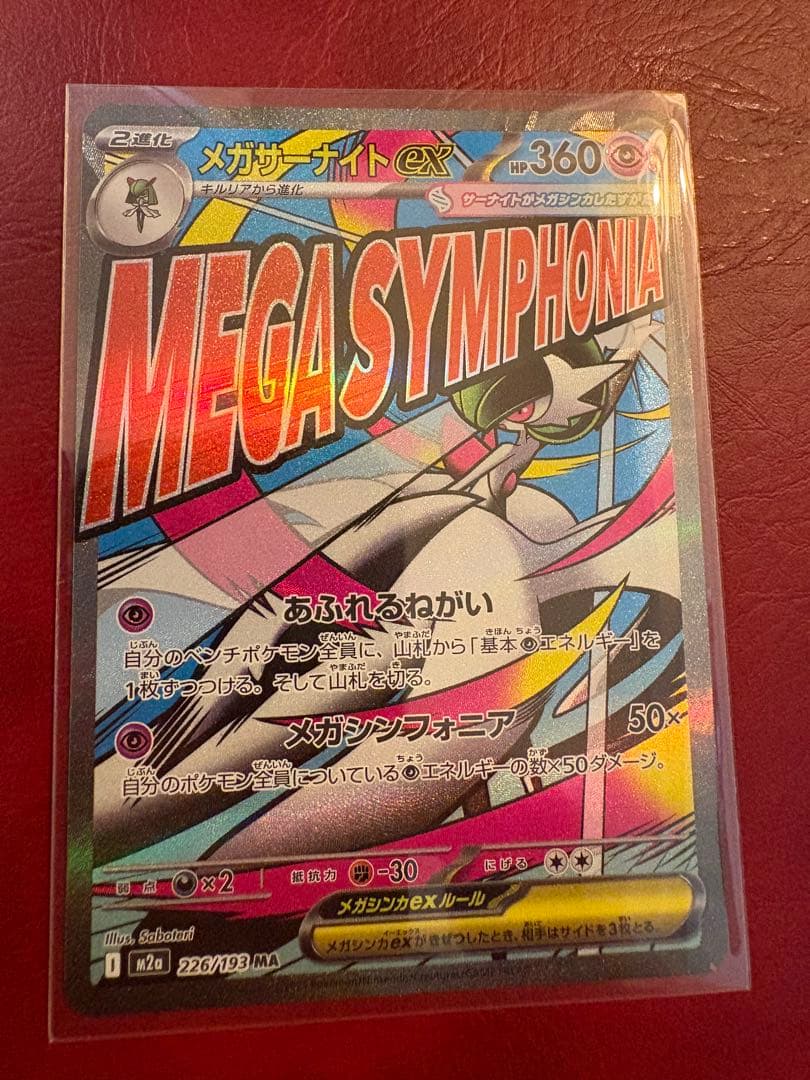 2進化
メガサーナイトex
HP360
キルリアから進化
サーナイトがメガシンカしたすがた
MEGA SYMPHONIA
あふれるねがい
自分のベンチポケモン全員に、山札から「基本エネルギー」を
1枚ずつつける。そして山札を切る。
メガシンフォニア 50×
自分のポケモン全員についているエネルギーの数×50ダメージ。
弱点 ×2 抵抗力 -30 にげる
メガシンカexルール
メガシンカexがきぜつしたとき、相手はサイドを3枚とる。
Illus. Saboteri
I m2a 226/193 MA